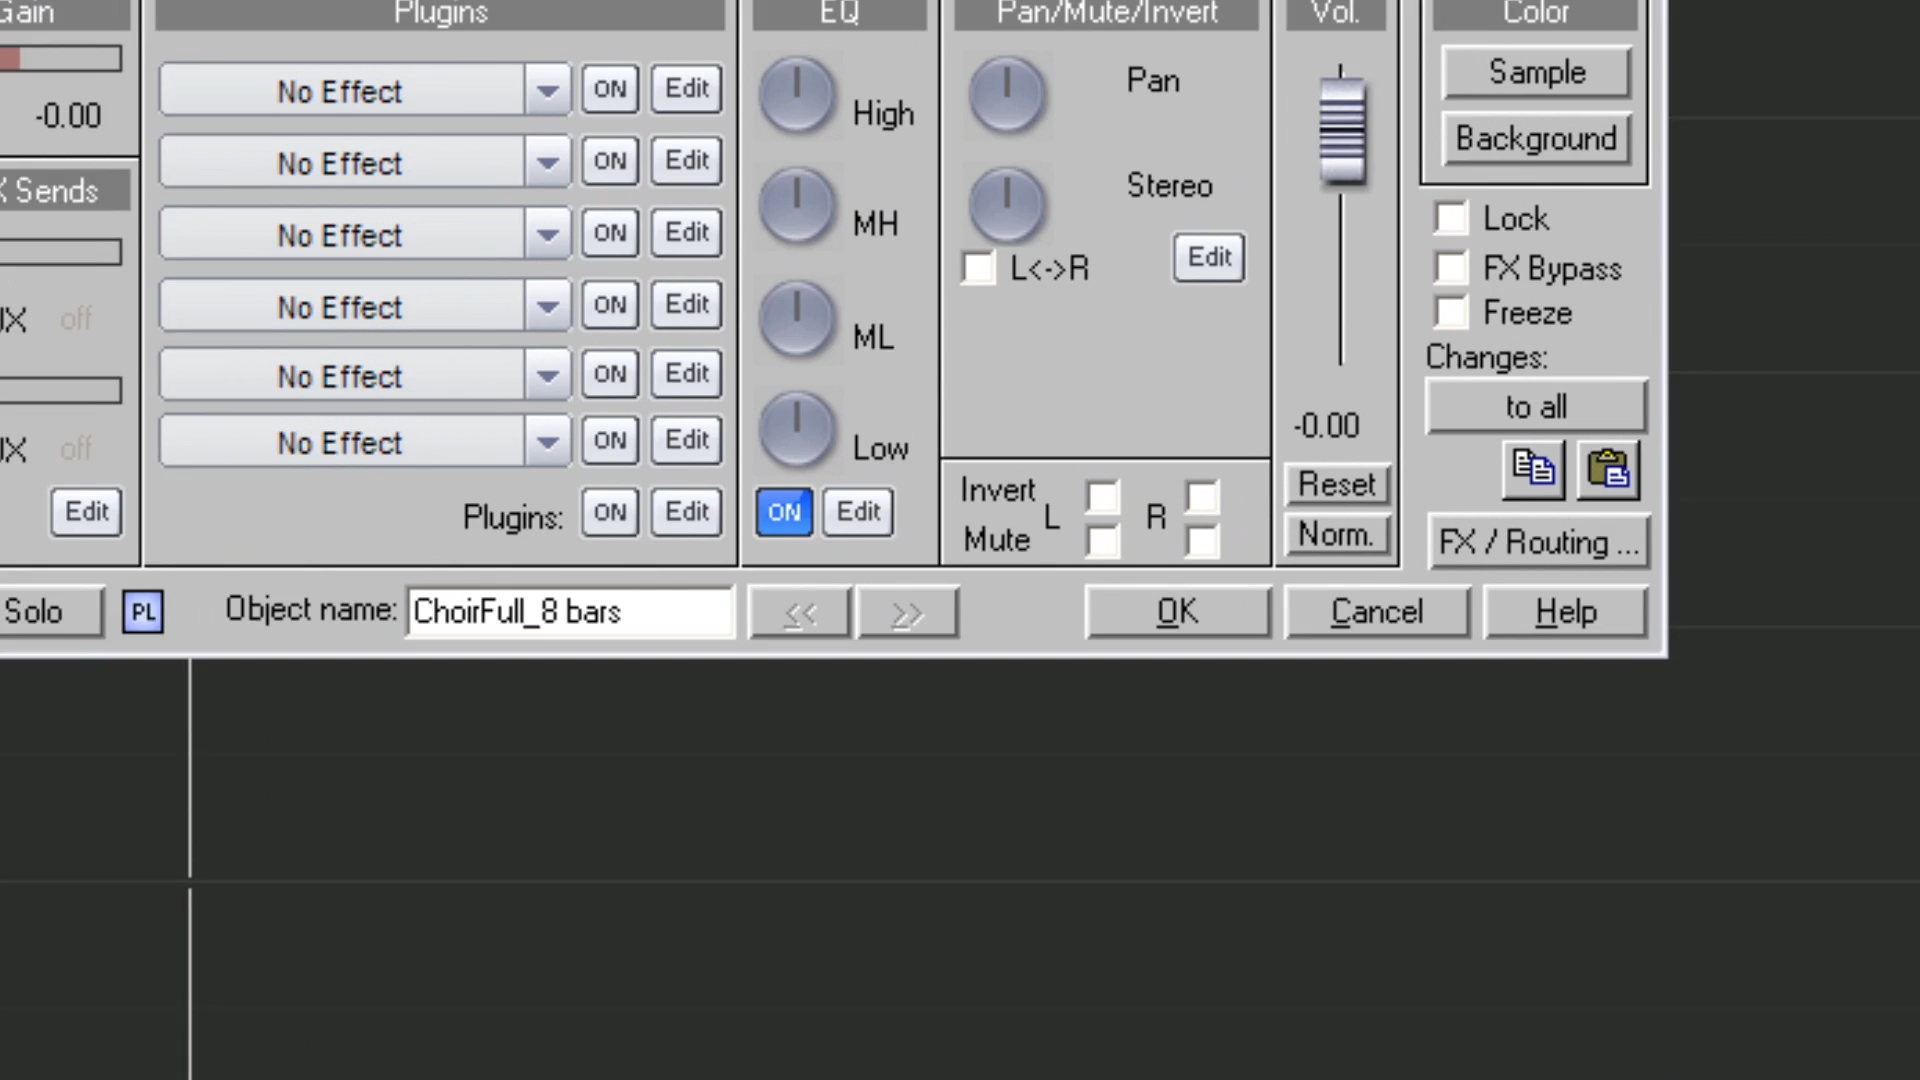 Gain
Plugins
EQ
Pan/Mute/Invert
Vol.
Color
No Effect ON Edit
High
Pan
Sample
-0.00
Background
No Effect ON Edit
X Sends
MH
Stereo
Lock
No Effect ON Edit
L<->R
Edit
FX Bypass
No Effect ON Edit
UX off
ML
Freeze
Changes:
No Effect ON Edit
to all
No Effect ON Edit
UX off
Low
-0.00
Edit
Plugins: ON Edit
ON Edit
Invert
Mute
L
R
Reset
Norm.
FX / Routing ...
Solo
PL
Object name: ChoirFull_8 bars
<<
>>
OK
Cancel
Help